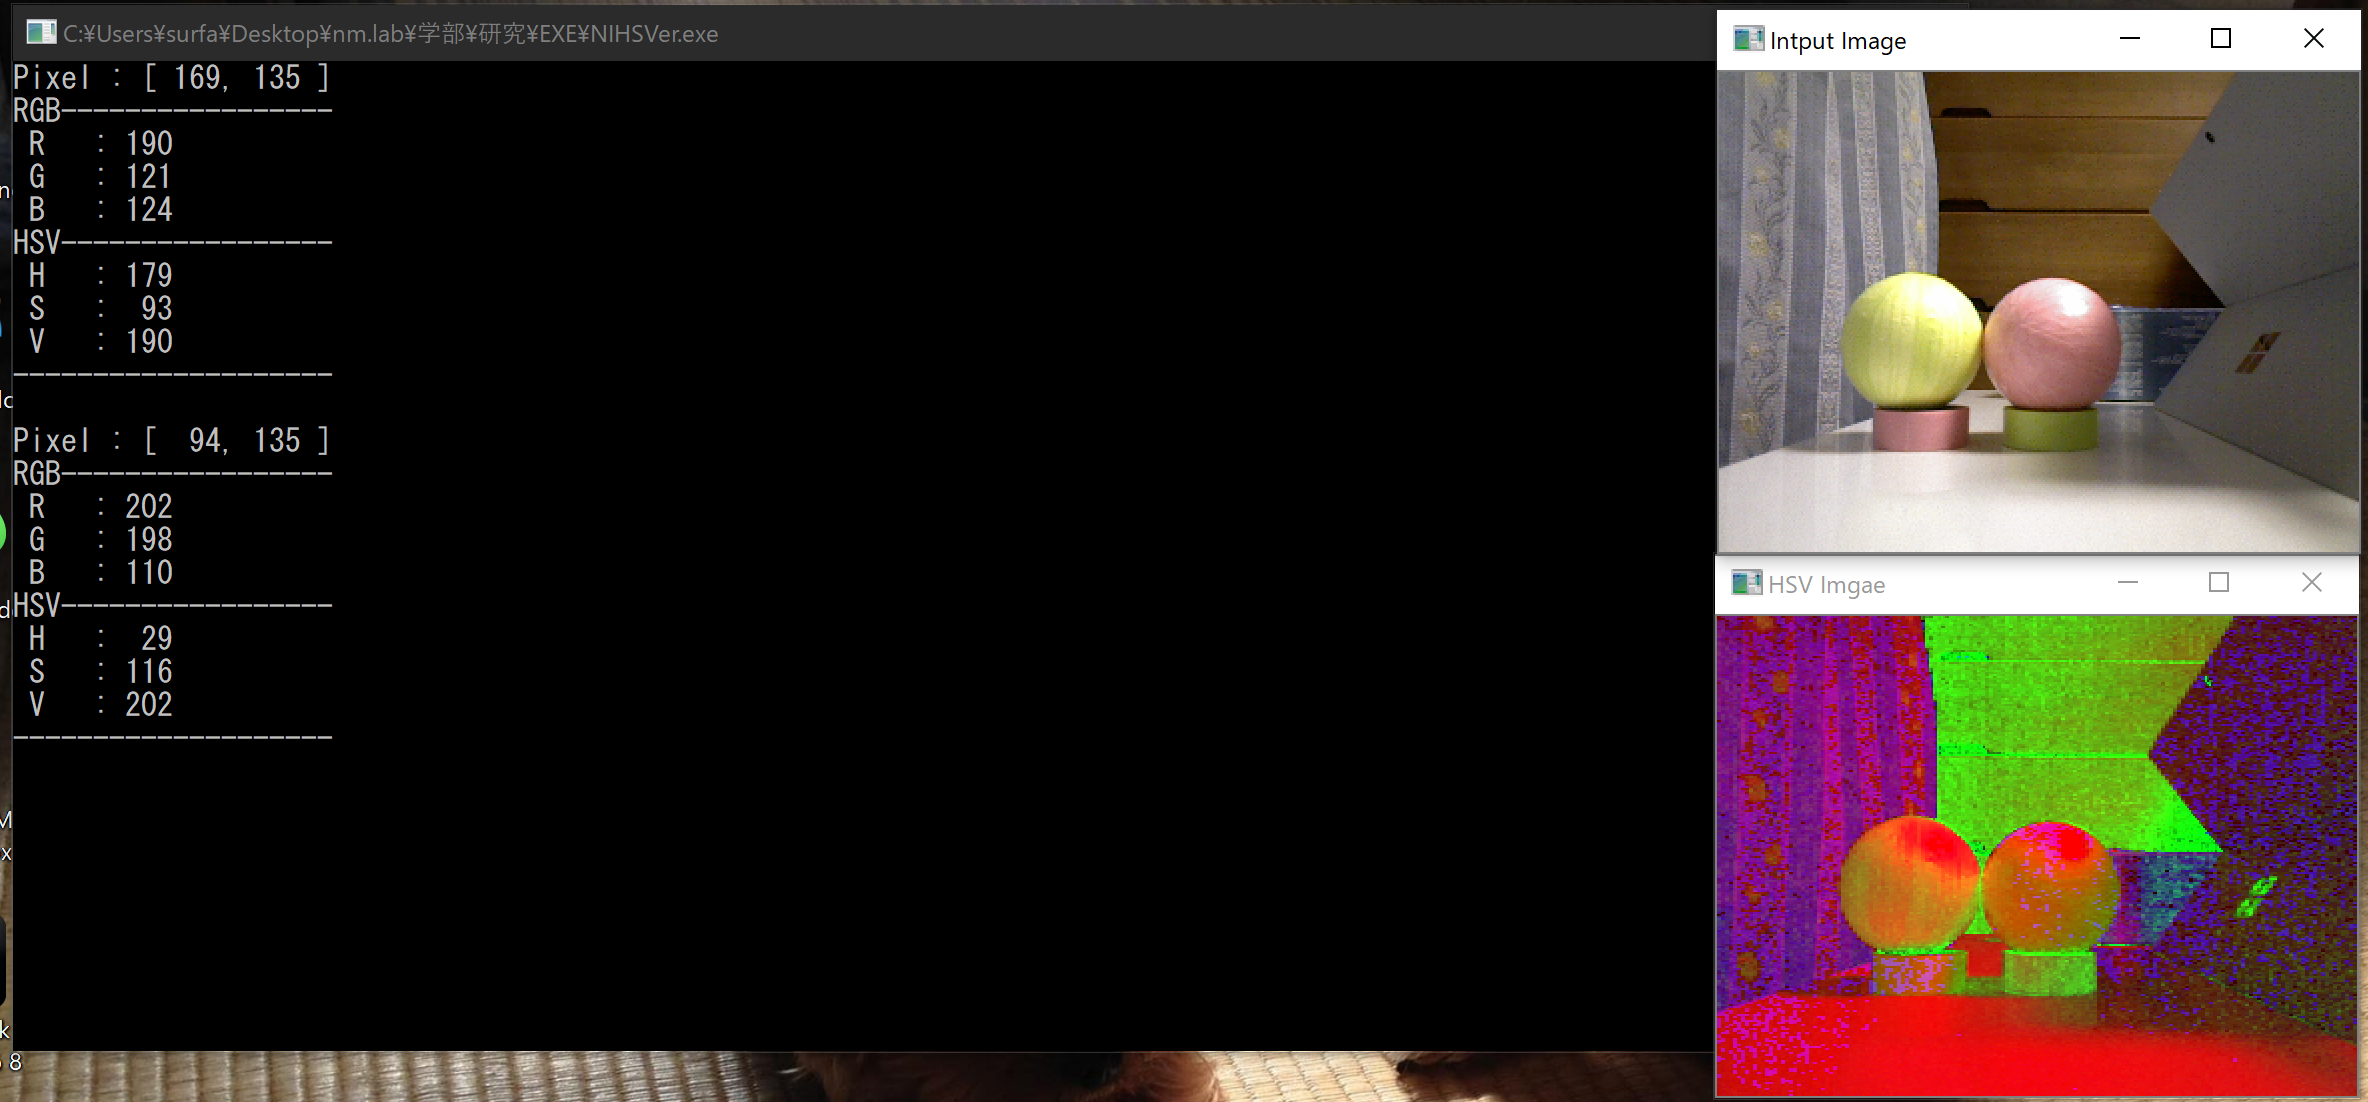 C:¥Users¥surfa¥Desktop¥nm.lab¥学部¥研究¥EXE¥NIHSVer.exe
Pixel : [ 169, 135 ]
RGB-----------------
R : 190
G : 121
B : 124
HSV-----------------
H : 179
S : 93
V : 190
--------------------
Pixel : [ 94, 135 ]
RGB-----------------
R : 202
G : 198
B : 110
HSV-----------------
H : 29
S : 116
V : 202
--------------------
Intput Image
HSV Imgae
8